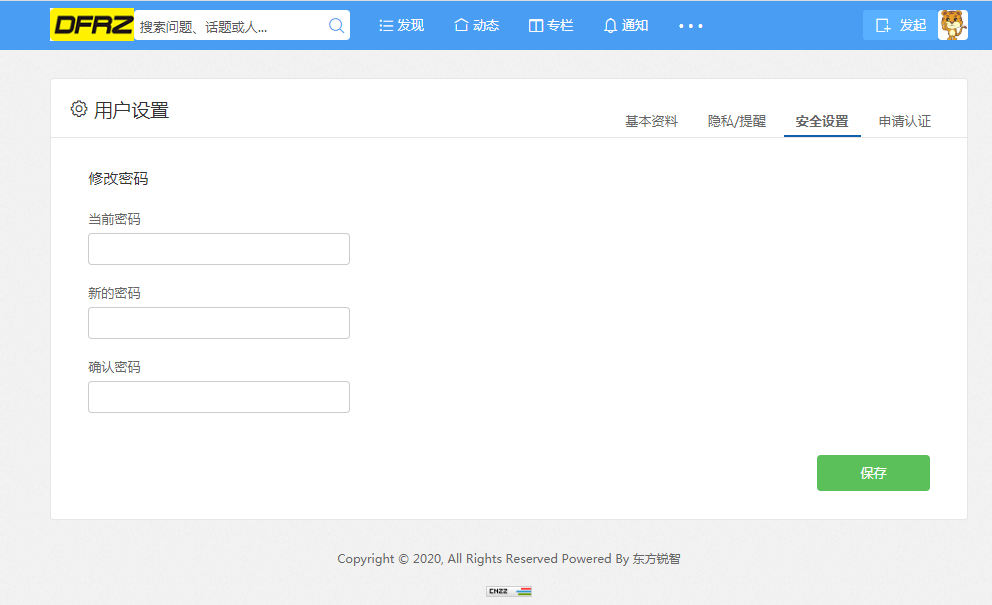 DFRZ 搜索问题、话题或人... 发现 动态 专栏 通知 ... 发起
用户设置
基本资料 隐私/提醒 安全设置 申请认证
修改密码
当前密码
新的密码
确认密码
保存
Copyright © 2020, All Rights Reserved Powered By 东方锐智
CNZZ